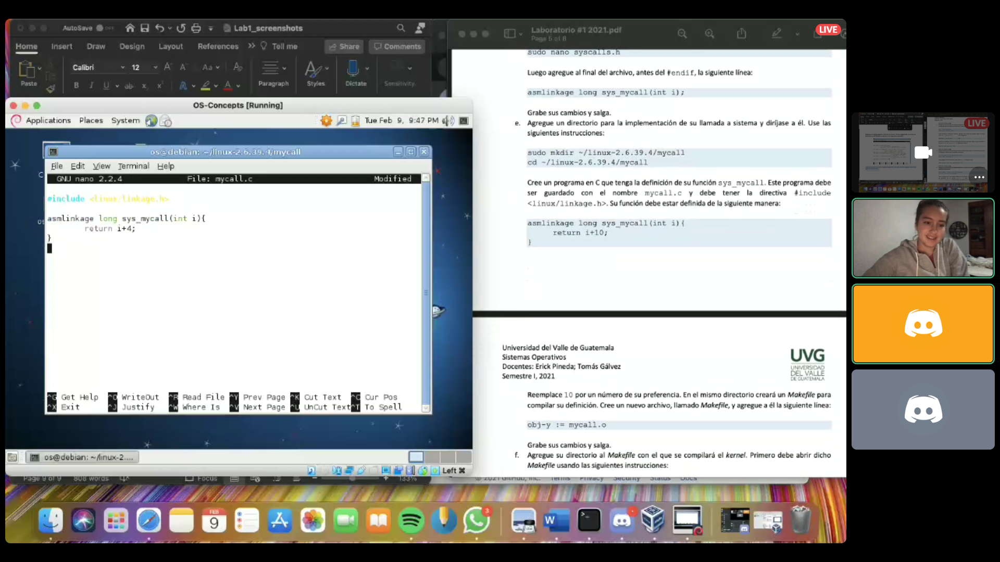 AutoSave OFF Lab1_screenshots
Home Insert Draw Design Layout References >> Tell me Share Comments
Calibri 12
Paste Paragraph Styles Dictate Sensitivity
OS-Concepts [Running]
Applications Places System Tue Feb 9, 9:47 PM
os@debian: ~/linux-2.6.39.4/mycall
File Edit View Terminal Help
GNU nano 2.2.4 File: mycall.c Modified
#include <linux/linkage.h>
asmlinkage long sys_mycall(int i){
return i+4;
}
^G Get Help ^O WriteOut ^R Read File ^Y Prev Page ^K Cut Text ^C Cur Pos
^X Exit ^J Justify ^W Where Is ^V Next Page ^U UnCut Text ^T To Spell
os@debian: ~/linux-2....
Left ⌘
Page 9 of 9 808 words Focus 133%
Laboratorio #1 2021.pdf
Page 5 of 8
LIVE
sudo nano syscalls.h
Luego agregue al final del archivo, antes del #endif, la siguiente línea:
asmlinkage long sys_mycall(int i);
Grabe sus cambios y salga.
e. Agregue un directorio para la implementación de su llamada a sistema y diríjase a él. Use las
siguientes instrucciones:
sudo mkdir ~/linux-2.6.39.4/mycall
cd ~/linux-2.6.39.4/mycall
Cree un programa en C que tenga la definición de su función sys_mycall. Este programa debe
ser guardado con el nombre mycall.c y debe tener la directiva #include
<linux/linkage.h>. Su función debe estar definida de la siguiente manera:
asmlinkage long sys_mycall(int i){
return i+10;
}
Universidad del Valle de Guatemala
Sistemas Operativos
Docentes: Erick Pineda; Tomás Gálvez
Semestre I, 2021
UVG
UNIVERSIDAD
DEL VALLE
DE GUATEMALA
Reemplace 10 por un número de su preferencia. En el mismo directorio creará un Makefile para
compilar su definición. Cree un nuevo archivo, llamado Makefile, y agregue a él la siguiente línea:
obj-y := mycall.o
Grabe sus cambios y salga.
f. Agregue su directorio al Makefile con el que se compilará el kernel. Primero debe abrir dicho
Makefile usando las siguientes instrucciones:
© 2021 GitHub, Inc. Terms Privacy Security Status Docs
FEB
9
3
LIVE